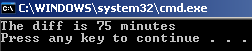 C:\WINDOWS\system32\cmd.exe
The diff is 75 minutes
Press any key to continue . . .